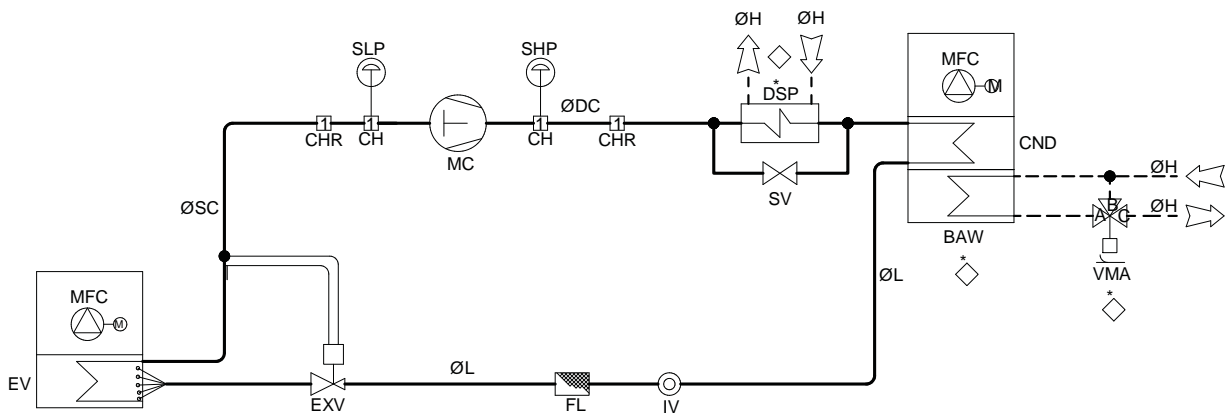 ØH
ØH
SLP
SHP
MFC
M
*
DSP
ØDC
1
1
1
1
CHR
CH
MC
CH
CHR
CND
SV
ØH
B
A
C
ØH
ØSC
BAW
*
VMA
*
ØL
MFC
M
EV
ØL
EXV
FL
IV